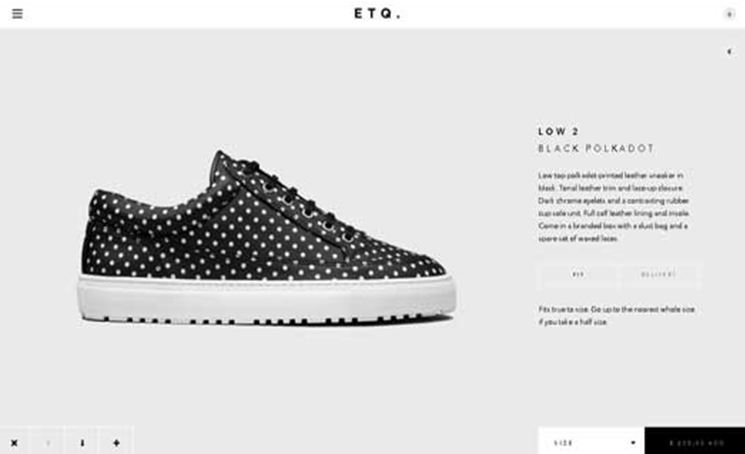 ETQ.
LOW 2
BLACK POLKADOT
Low top polkadot printed leather sneaker in
black. Tonal leather trim and lace-up closure.
Dark chrome eyelets and a contrasting rubber
cup sole unit. Full calf leather lining and insole.
Come in a branded box with a dust bag and a
spare set of waxed laces.
FIT DELIVERY
Fits true to size. Go up to the nearest whole size
if you take a half size.
SIZE